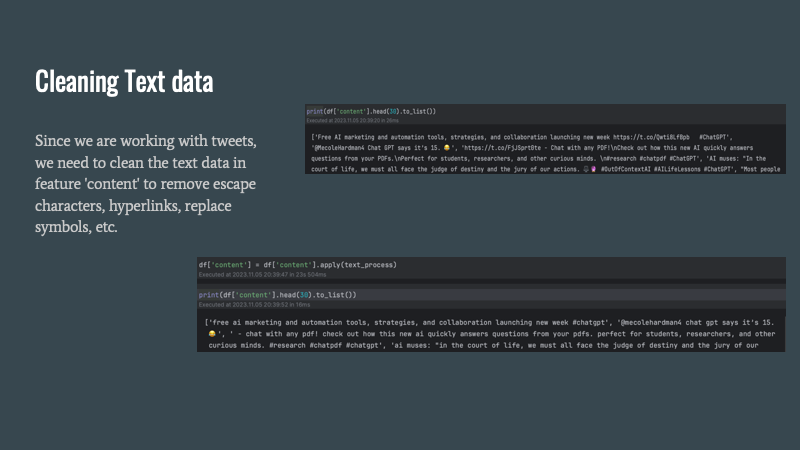 Cleaning Text data
Since we are working with tweets,
we need to clean the text data in
feature 'content' to remove escape
characters, hyperlinks, replace
symbols, etc.
print(df['content'].head(30).to_list())
Executed at 2023.11.05 20:39:20 in 26ms
['Free AI marketing and automation tools, strategies, and collaboration launching new week #ChatGPT',
'@MecoleHardman4 Chat GPT says it's 15. 😂', - Chat with any PDF!\nCheck out how this new AI quickly answers
questions from your PDFs.\nPerfect for students, researchers, and other curious minds. \n#research #chatpdf #ChatGPT', 'AI muses: "In the
court of life, we must all face the judge of destiny and the jury of our actions. #OutOfContextAI #AILifeLessons #ChatGPT', "Most people
df['content'] = df['content'].apply(text_process)
Executed at 2023.11.05 20:39:47 in 23s 504ms
print(df['content'].head(30).to_list())
Executed at 2023.11.05 20:39:52 in 16ms
['free ai marketing and automation tools, strategies, and collaboration launching new week #chatgpt', '@mecolehardman4 chat gpt says it's 15.
😂', ' - chat with any pdf! check out how this new ai quickly answers questions from your pdfs. perfect for students, researchers, and other
curious minds. #research #chatpdf #chatgpt', 'ai muses: "in the court of life, we must all face the judge of destiny and the jury of our